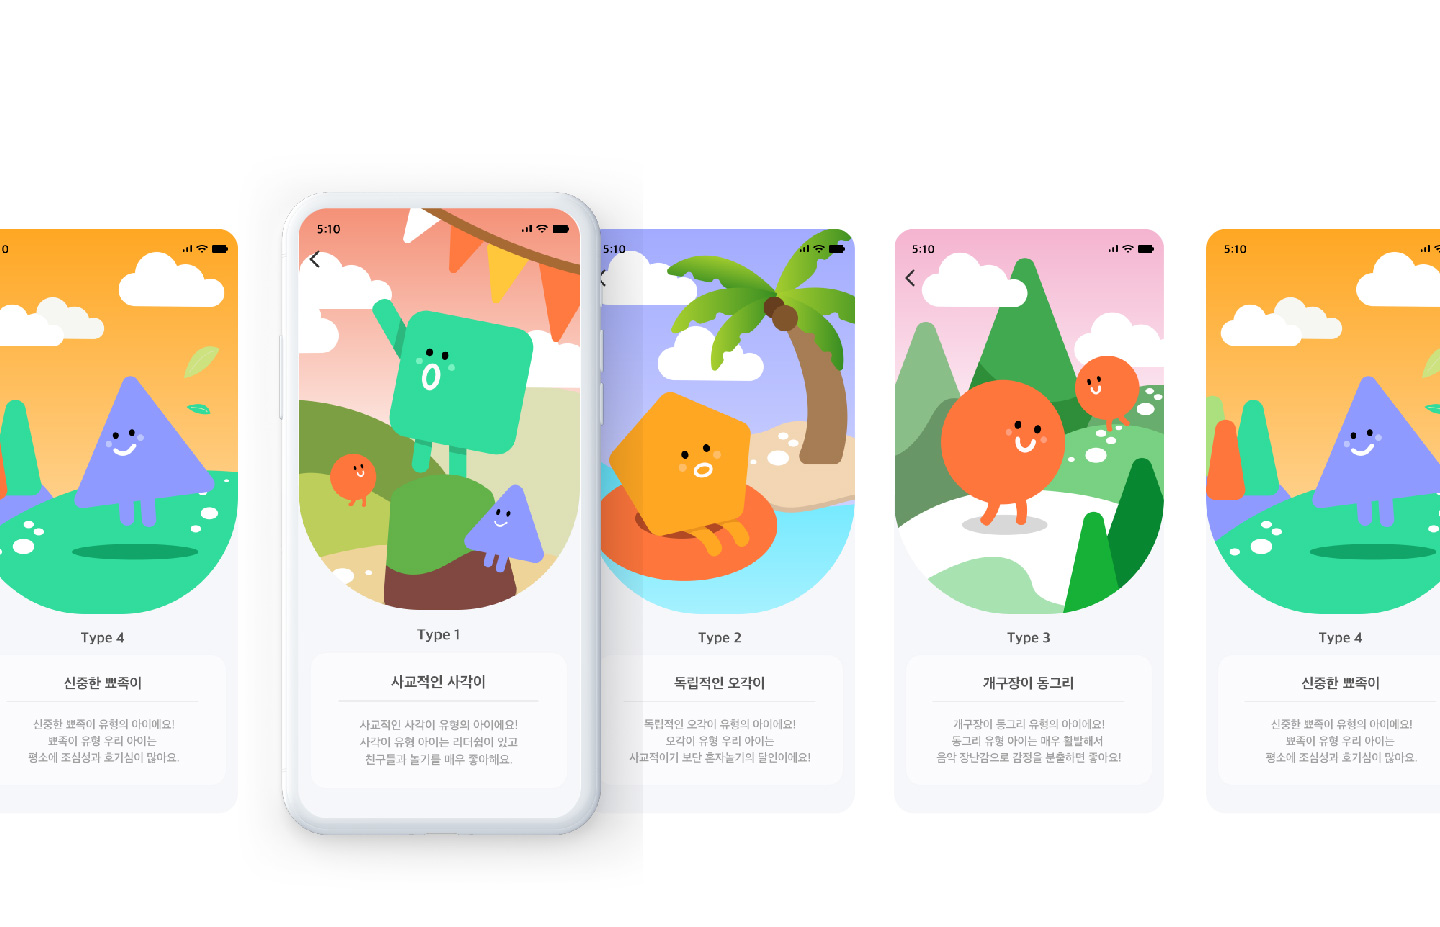 0
Type 4
신중한 뾰족이
신중한 뾰족이 유형의 아이에요!
뾰족이 유형 우리 아이는
평소에 조심성과 호기심이 많아요.
5:10
Type 1
사교적인 사각이
사교적인 사각이 유형의 아이에요!
사각이 유형 아이는 리더쉽이 있고
친구들과 놀기를 매우 좋아해요.
5:10
Type 2
독립적인 오각이
독립적인 오각이 유형의 아이에요!
오각이 유형 우리 아이는
사교적이기 보단 혼자놀기의 달인이에요!
5:10
Type 3
개구장이 동그리
개구장이 동그리 유형의 아이에요!
동그리 유형 아이는 매우 활발해서
음악 장난감으로 감정을 분출하면 좋아요!
5:10
Type 4
신중한 뾰족이
신중한 뾰족이 유형의 아이에요!
뾰족이 유형 우리 아이는
평소에 조심성과 호기심이 많아요.